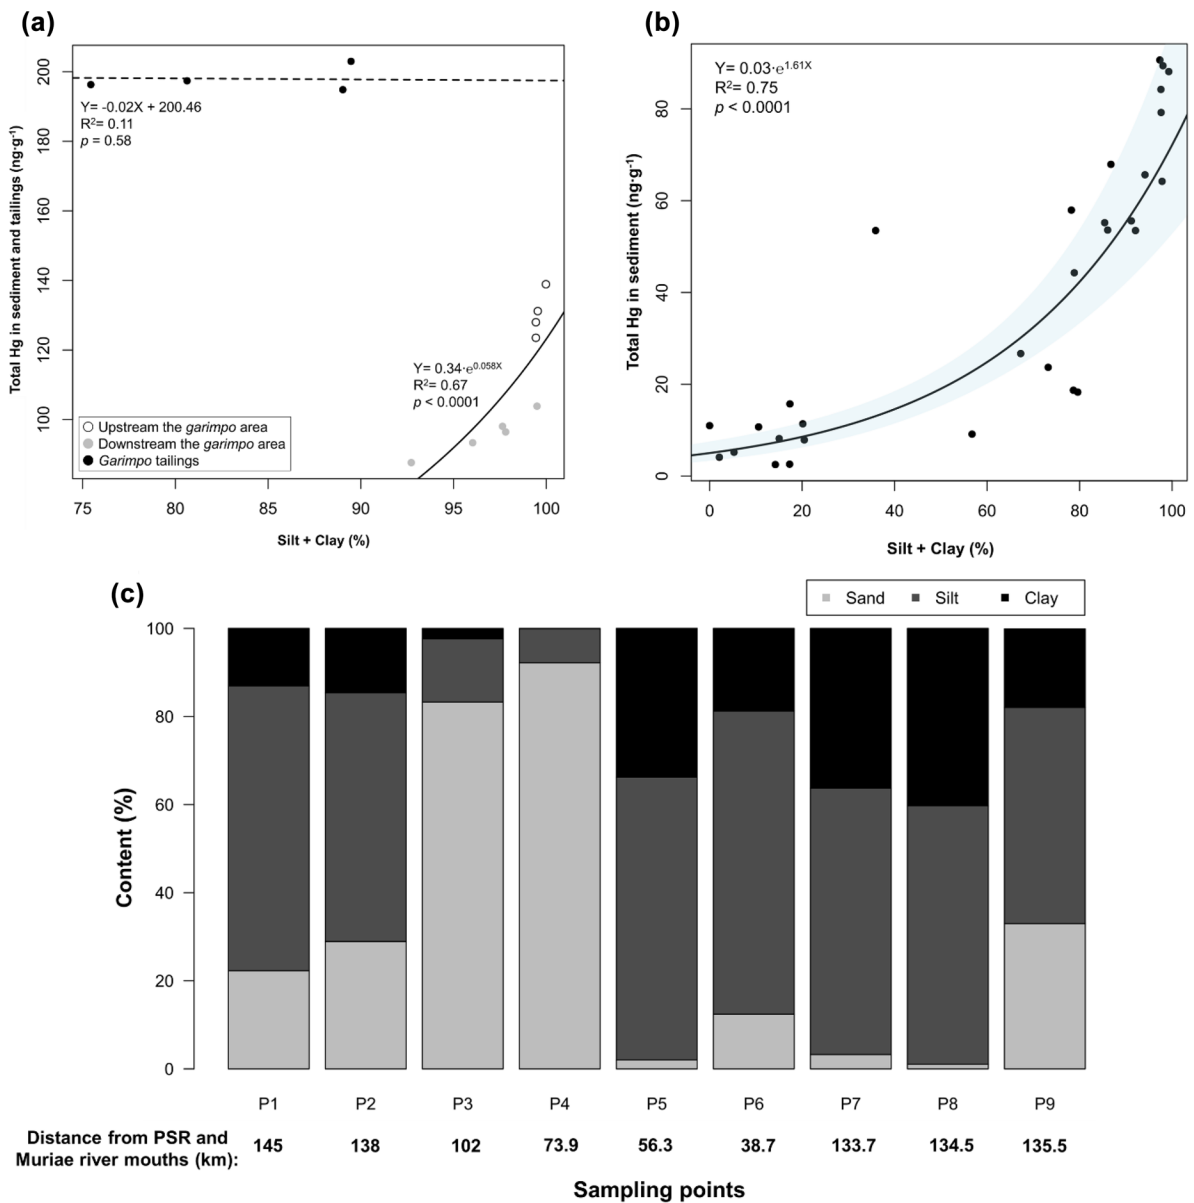 (a)
Total Hg in sediment and tailings (ng·g⁻¹)
200
180
160
140
120
100
Y= -0.02X + 200.46
R²= 0.11
p = 0.58
Y= 0.34·e^0.058X
R²= 0.67
p < 0.0001
Upstream the garimpo area
Downstream the garimpo area
Garimpo tailings
75 80 85 90 95 100
Silt + Clay (%)
(b)
Total Hg in sediment (ng·g⁻¹)
80
60
40
20
0
Y= 0.03·e^1.61X
R²= 0.75
p < 0.0001
0 20 40 60 80 100
Silt + Clay (%)
(c)
Sand Silt Clay
Content (%)
100
80
60
40
20
0
P1 P2 P3 P4 P5 P6 P7 P8 P9
Distance from PSR and
Muriae river mouths (km):
145 138 102 73.9 56.3 38.7 133.7 134.5 135.5
Sampling points